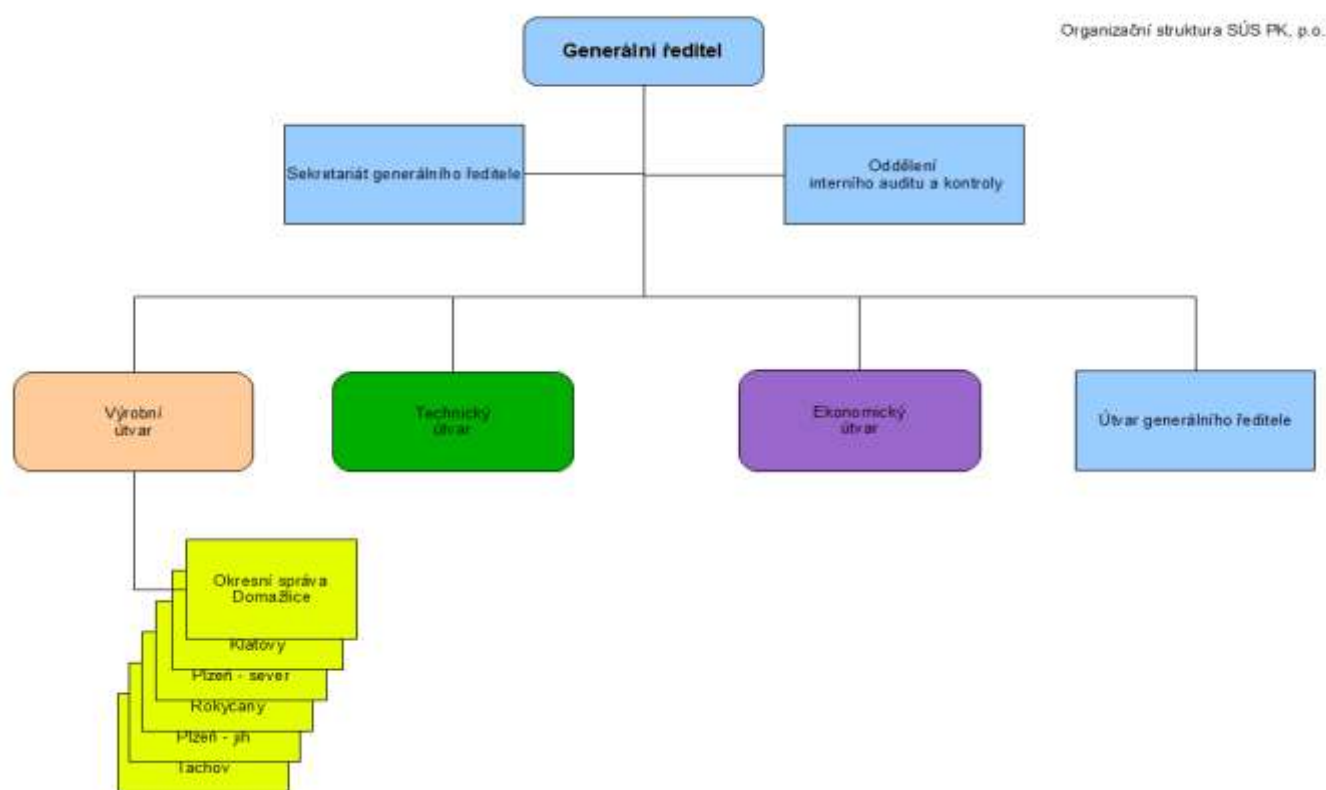 Organizační struktura SÚS PK, p.o.
Generální ředitel
Sekretariát generálního ředitele
Oddělení
interního auditu a kontroly
Výrobní
útvar
Technický
útvar
Ekonomický
útvar
Útvar generálního ředitele
Okresní správa
Domažlice
Klatovy
Plzeň - sever
Rokycany
Plzeň - jih
Tachov